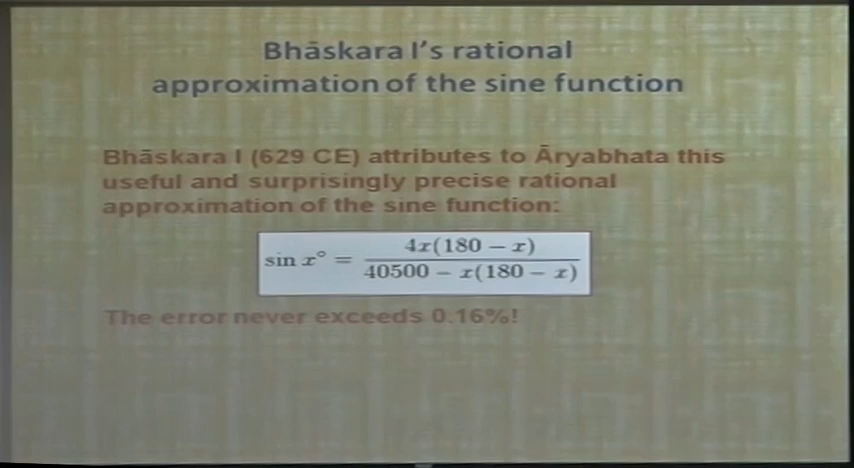 Bhāskara I's rational
approximation of the sine function
Bhāskara I (629 CE) attributes to Āryabhata this
useful and surprisingly precise rational
approximation of the sine function:
sin x° = 4x(180 − x) / 40500 − x(180 − x)
The error never exceeds 0.16%!